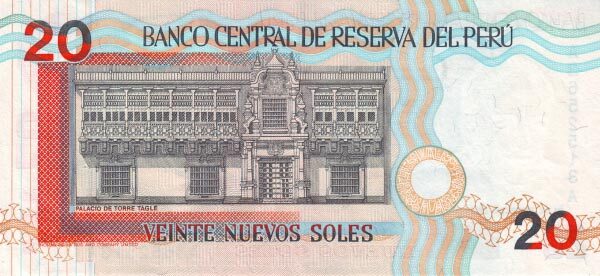 20
BANCO CENTRAL DE RESERVA DEL PERÚ
PALACIO DE TORRE TAGLE
VEINTE NUEVOS SOLES
20